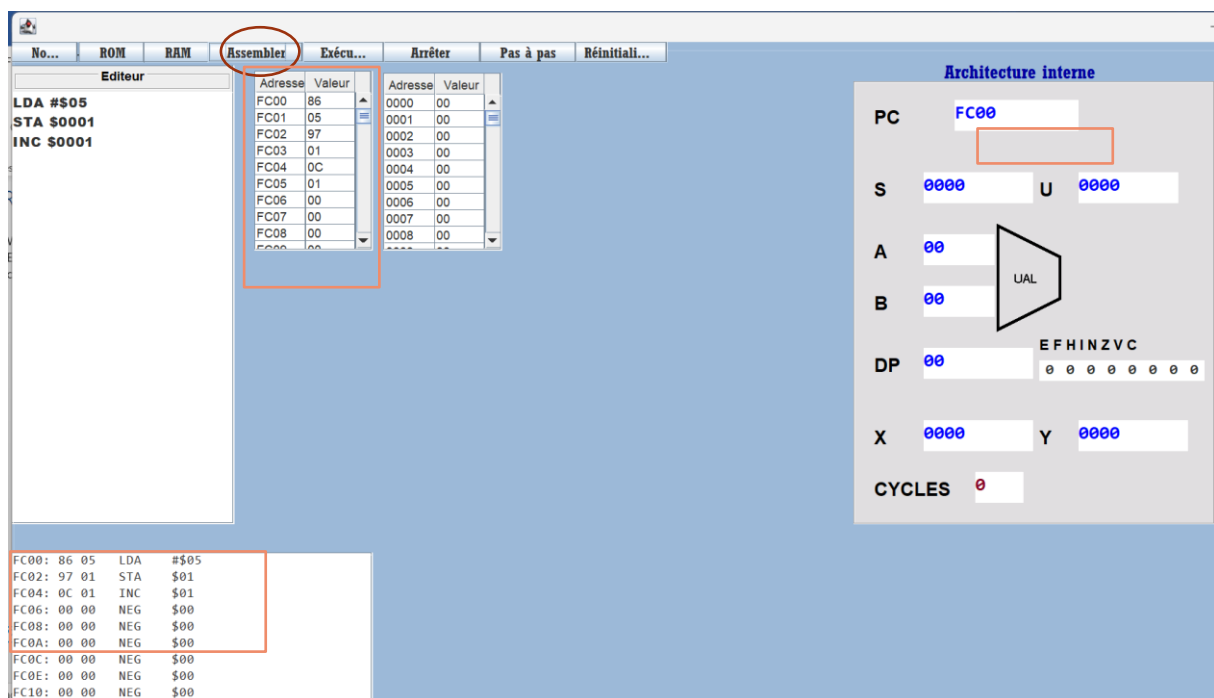 No... ROM RAM Assembler Exécu... Arrêter Pas à pas Réinitiali...
Editeur
LDA #$05
STA $0001
INC $0001
Adresse Valeur
FC00 86
FC01 05
FC02 97
FC03 01
FC04 0C
FC05 01
FC06 00
FC07 00
FC08 00
Adresse Valeur
0000 00
0001 00
0002 00
0003 00
0004 00
0005 00
0006 00
0007 00
0008 00
Architecture interne
PC FC00
S 0000 U 0000
A 00
UAL
B 00
E F H I N Z V C
DP 00 0 0 0 0 0 0 0 0
X 0000 Y 0000
CYCLES 0
FC00: 86 05 LDA #$05
FC02: 97 01 STA $01
FC04: 0C 01 INC $01
FC06: 00 00 NEG $00
FC08: 00 00 NEG $00
FC0A: 00 00 NEG $00
FC0C: 00 00 NEG $00
FC0E: 00 00 NEG $00
FC10: 00 00 NEG $00